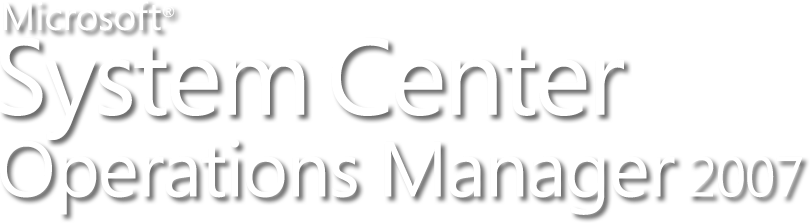 Microsoft®
System Center
Operations Manager 2007